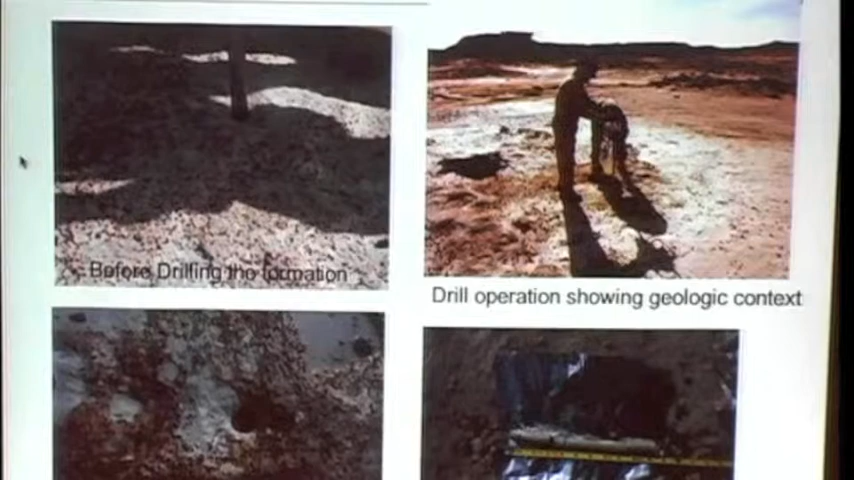 Before Drilling the formation
Drill operation showing geologic context